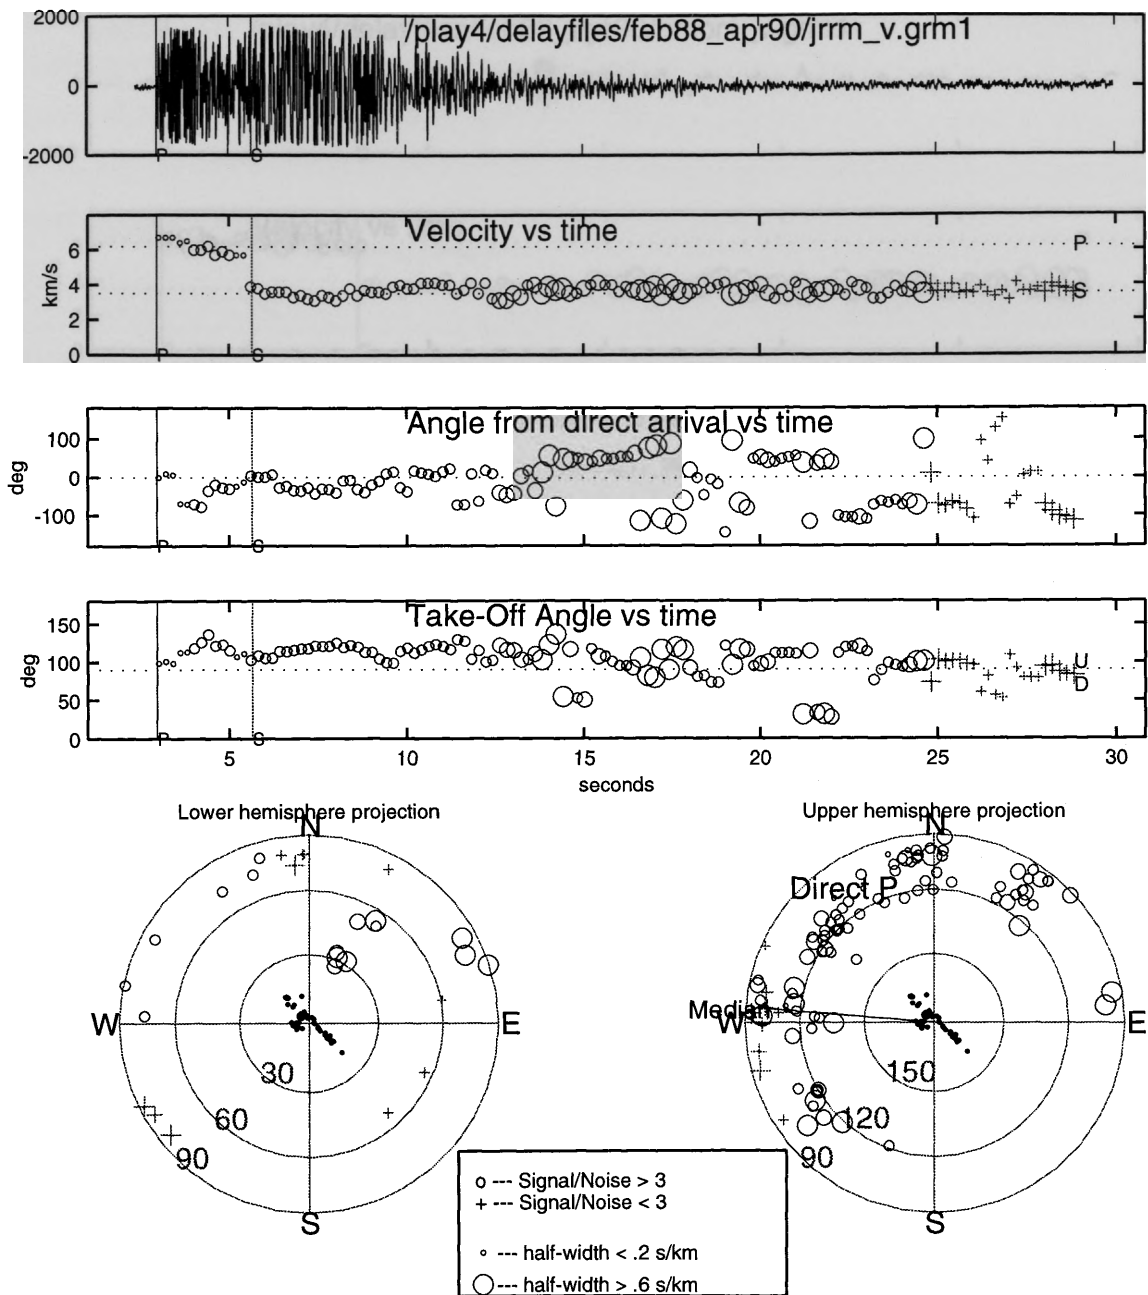 /play4/delayfiles/feb88_apr90/jrrm_v.grm1
2000
0
-2000
P
S
Velocity vs time
6
4
2
0
km/s
P
S
P
S
Angle from direct arrival vs time
100
0
-100
deg
P
S
Take-Off Angle vs time
150
100
50
0
deg
U
D
P
S
5
10
15
20
25
30
seconds
Lower hemisphere projection
N
W
E
S
30
60
90
Upper hemisphere projection
N
Direct P
Median
W
E
S
150
120
90
o --- Signal/Noise > 3
+ --- Signal/Noise < 3
o --- half-width < .2 s/km
O --- half-width > .6 s/km